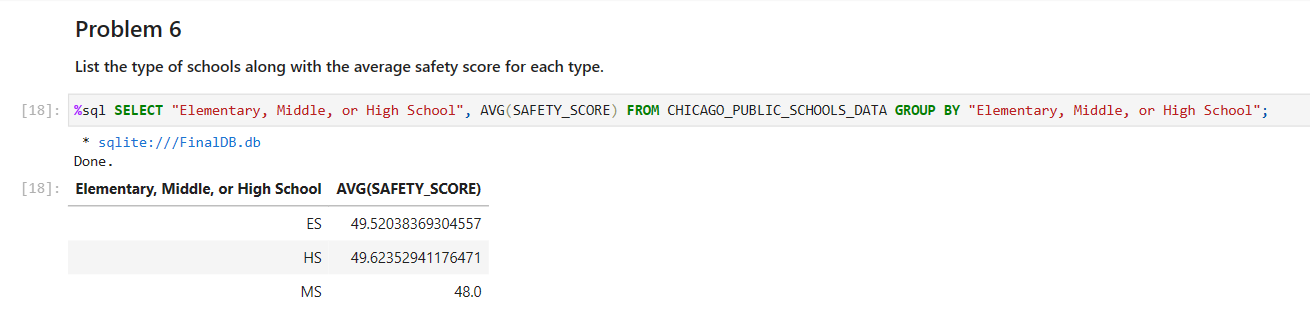 Problem 6
List the type of schools along with the average safety score for each type.
[18]: %sql SELECT "Elementary, Middle, or High School", AVG(SAFETY_SCORE) FROM CHICAGO_PUBLIC_SCHOOLS_DATA GROUP BY "Elementary, Middle, or High School";
* sqlite:///FinalDB.db
Done.
[18]: Elementary, Middle, or High School AVG(SAFETY_SCORE)
ES 49.52038369304557
HS 49.62352941176471
MS 48.0